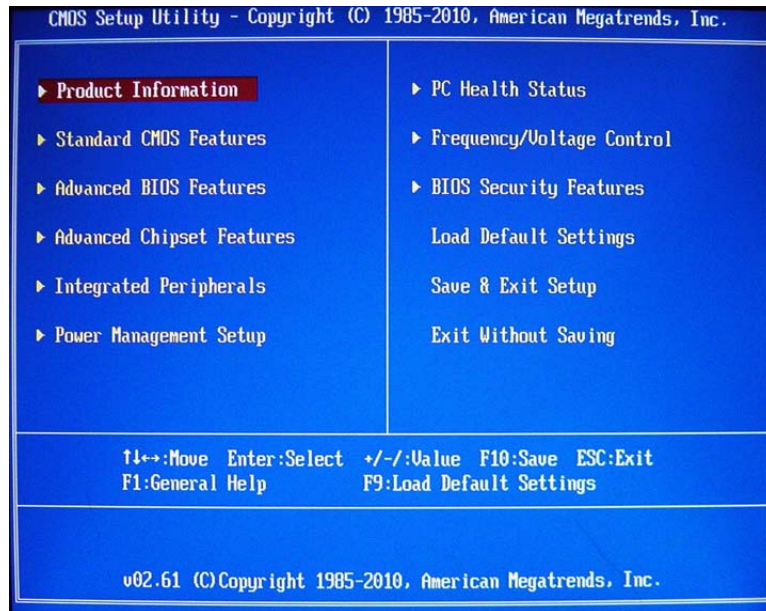 CMOS Setup Utility - Copyright (C) 1985-2010, American Megatrends, Inc.
▶ Product Information
▶ Standard CMOS Features
▶ Advanced BIOS Features
▶ Advanced Chipset Features
▶ Integrated Peripherals
▶ Power Management Setup
▶ PC Health Status
▶ Frequency/Voltage Control
▶ BIOS Security Features
Load Default Settings
Save & Exit Setup
Exit Without Saving
↑↓←→:Move Enter:Select +/-/:Value F10:Save ESC:Exit
F1:General Help F9:Load Default Settings
v02.61 (C)Copyright 1985-2010, American Megatrends, Inc.